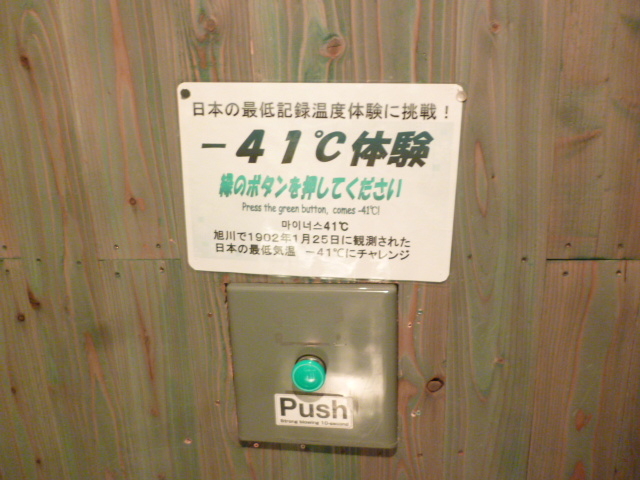 日本の最低記録温度体験に挑戦!
-41℃体験
緑のボタンを押してください
Press the green button, comes -41℃!
마이너스41℃
旭川で1902年1月25日に観測された
日本の最低気温 -41℃にチャレンジ
Push
Strong blowing 10-second